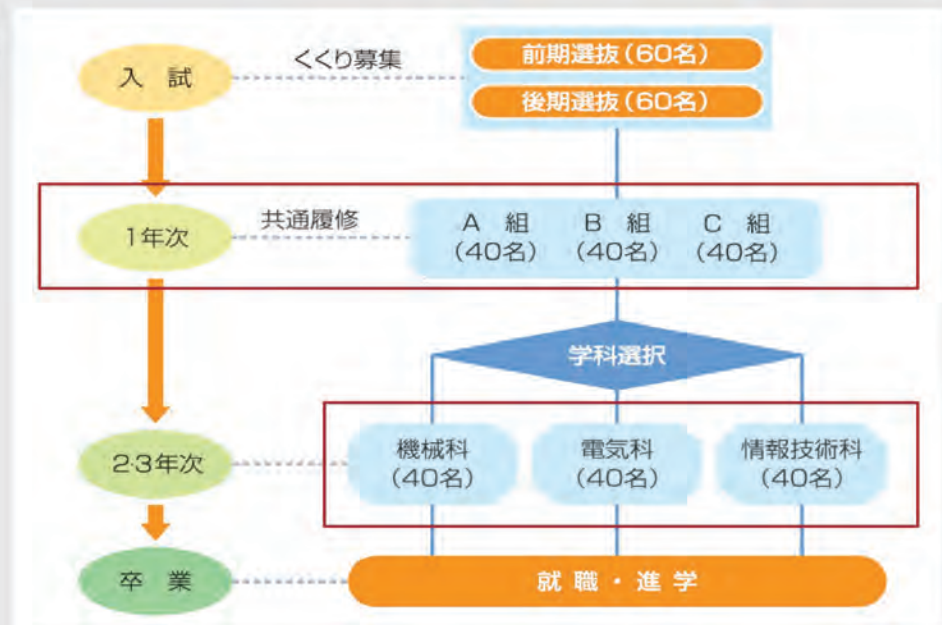 入 試
くくり募集
前期選抜（60名）
後期選抜（60名）
1年次
共通履修
A 組 B 組 C 組
（40名） （40名） （40名）
学科選択
2・3年次
機械科 電気科 情報技術科
（40名） （40名） （40名）
卒 業
就 職 ・ 進 学